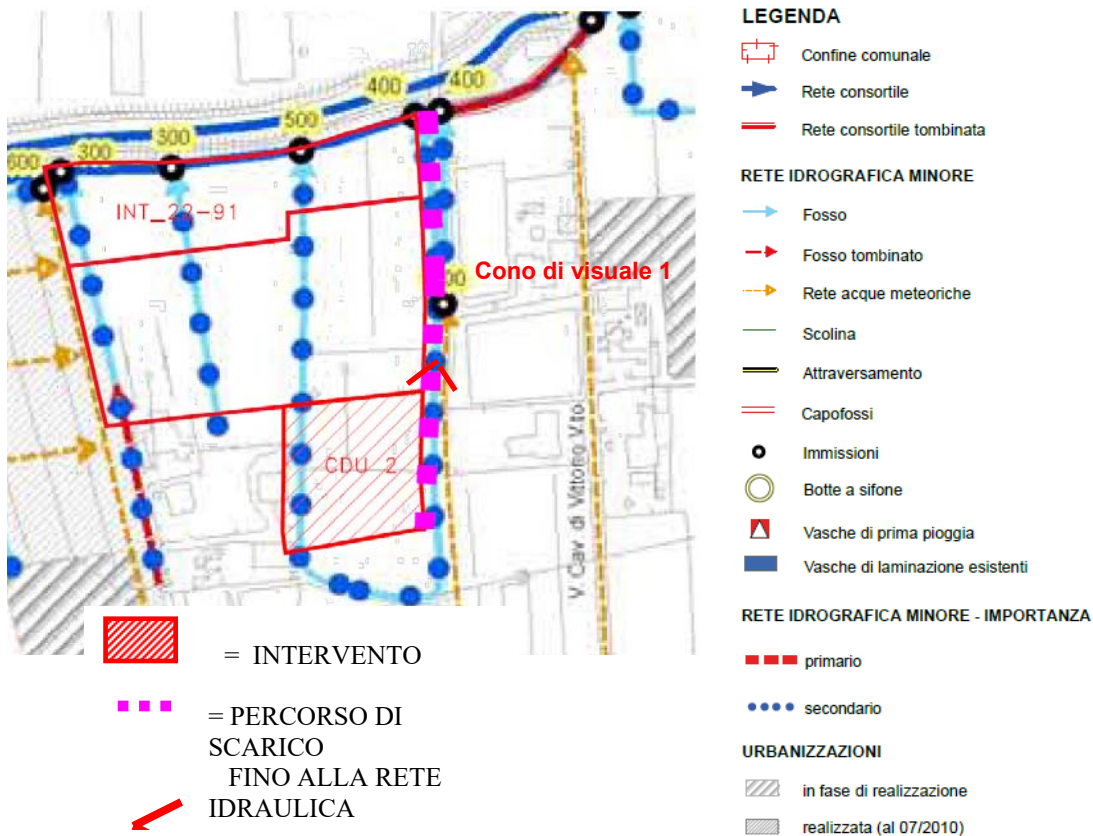 400
400
500
300
300
600
INT_22-91
Cono di visuale 1
CDU_2
V. Cav. di Vittorio V.to
= INTERVENTO
= PERCORSO DI
SCARICO
FINO ALLA RETE
IDRAULICA
LEGENDA
Confine comunale
Rete consortile
Rete consortile tombinata
RETE IDROGRAFICA MINORE
Fosso
Fosso tombinato
Rete acque meteoriche
Scolina
Attraversamento
Capofossi
Immissioni
Botte a sifone
Vasche di prima pioggia
Vasche di laminazione esistenti
RETE IDROGRAFICA MINORE - IMPORTANZA
primario
secondario
URBANIZZAZIONI
in fase di realizzazione
realizzata (al 07/2010)